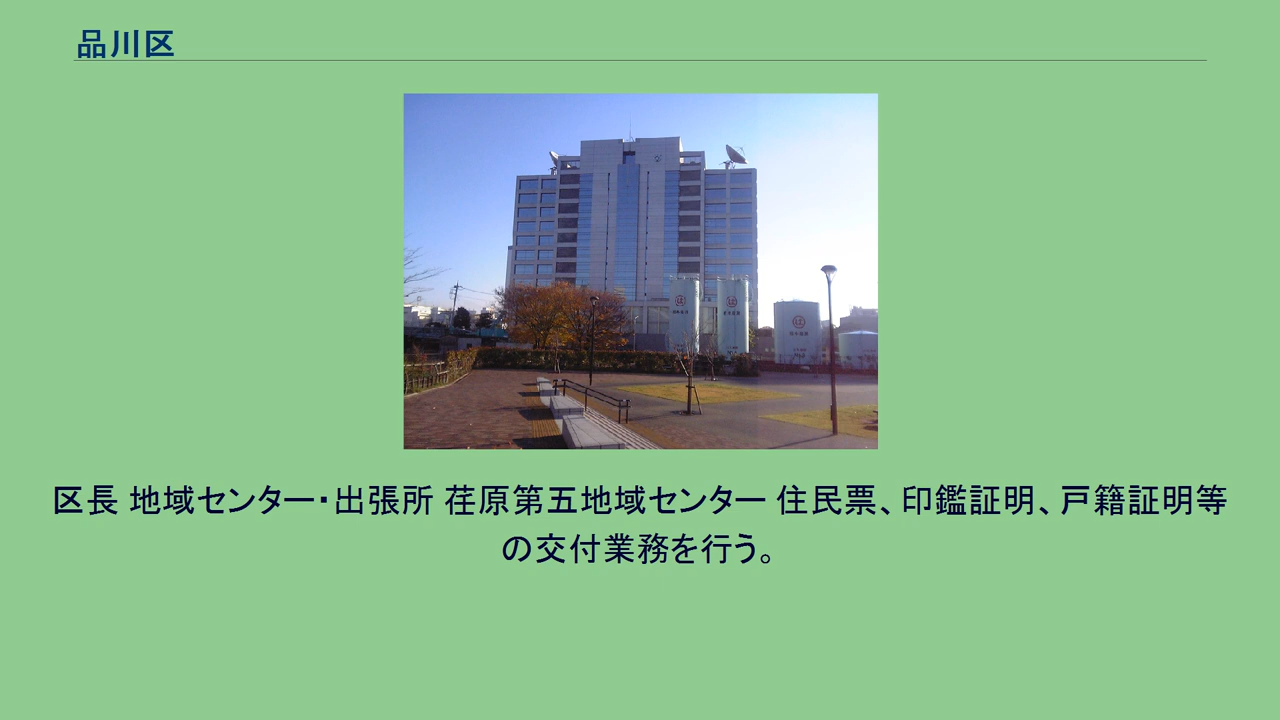 品川区
区長 地域センター・出張所 荏原第五地域センター 住民票、印鑑証明、戸籍証明等
の交付業務を行う。